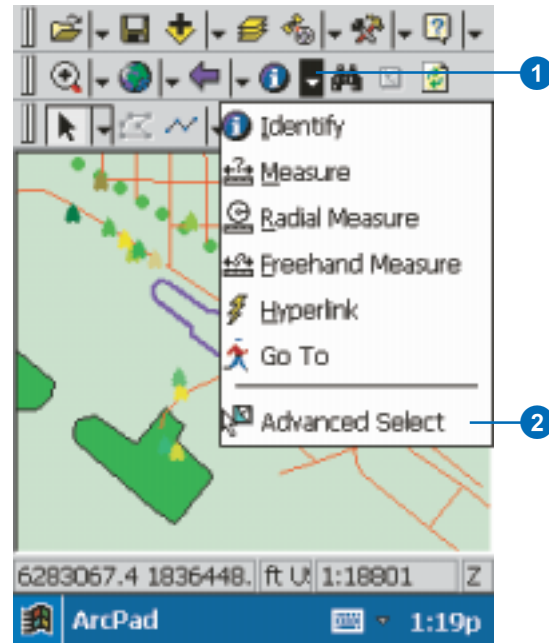 1
Identify
Measure
Radial Measure
Freehand Measure
Hyperlink
Go To
Advanced Select
2
6283067.4 1836448. ft US 1:18801 Z
ArcPad 1:19p